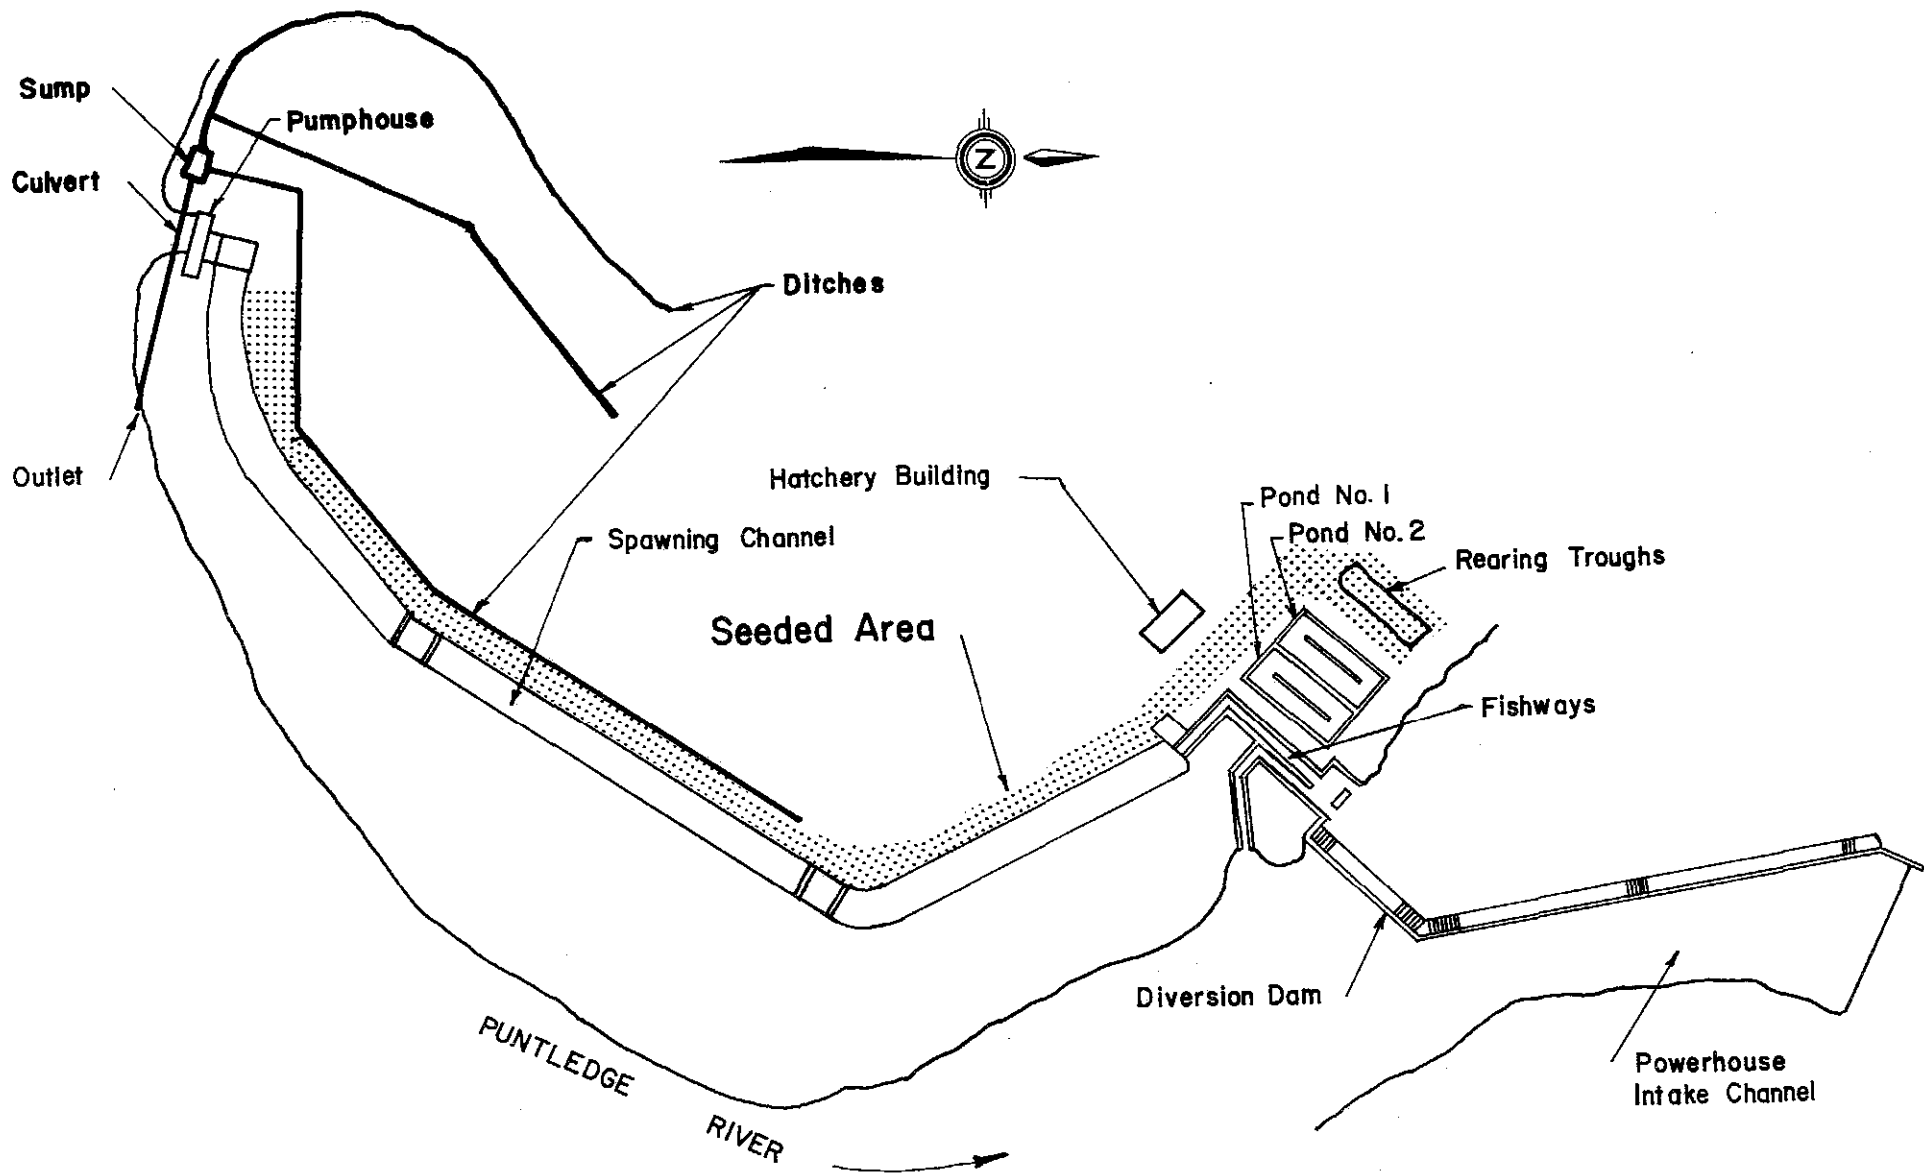 Sump
Pumphouse
Culvert
Z
Ditches
Outlet
Hatchery Building
Pond No. 1
Spawning Channel
Pond No. 2
Rearing Troughs
Seeded Area
Fishways
Diversion Dam
PUNTLEDGE
RIVER
Powerhouse
Intake Channel